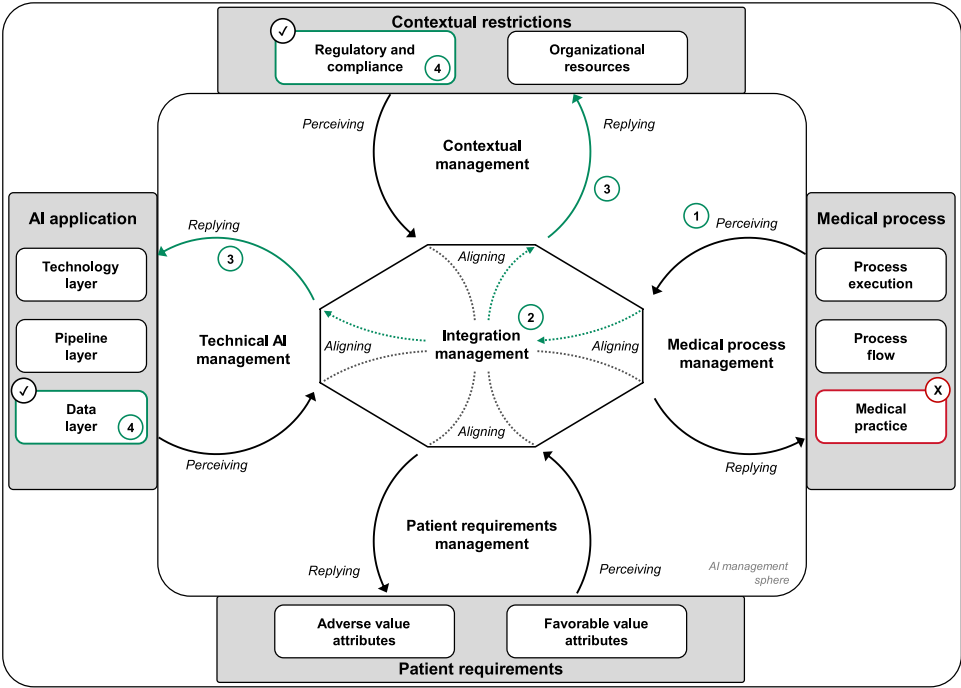 Contextual restrictions
✓
Regulatory and
compliance
4
Organizational
resources
Perceiving
Replying
Contextual
management
3
AI application
Technology
layer
Pipeline
layer
✓
Data
layer
4
Replying
3
Technical AI
management
Perceiving
Aligning
Aligning
2
Integration
management
Aligning
Aligning
1
Perceiving
Medical process
management
Replying
Medical process
Process
execution
Process
flow
X
Medical
practice
Patient requirements
management
Replying
Perceiving
AI management
sphere
Adverse value
attributes
Favorable value
attributes
Patient requirements